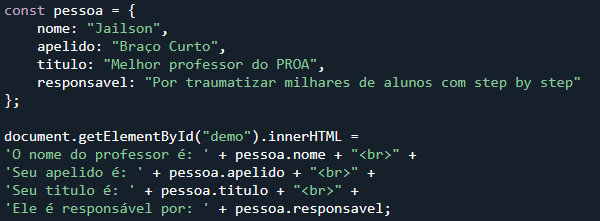 const pessoa = {
    nome: "Jailson",
    apelido: "Braço Curto",
    titulo: "Melhor professor do PROA",
    responsavel: "Por traumatizar milhares de alunos com step by step"
};

document.getElementById("demo").innerHTML =
'O nome do professor é: ' + pessoa.nome + "<br>" +
'Seu apelido é: ' + pessoa.apelido + "<br>" +
'Seu titulo é: ' + pessoa.titulo + "<br>" +
'Ele é responsável por: ' + pessoa.responsavel;